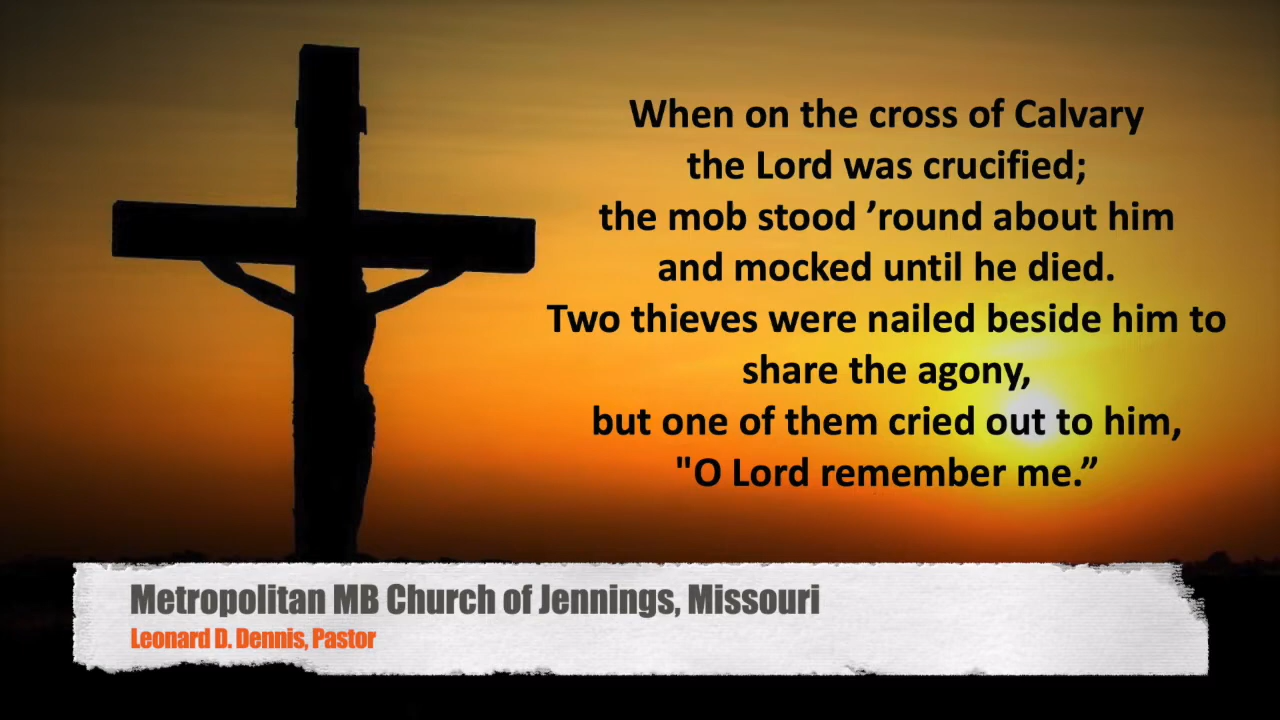 When on the cross of Calvary
the Lord was crucified;
the mob stood ’round about him
and mocked until he died.
Two thieves were nailed beside him to
share the agony,
but one of them cried out to him,
"O Lord remember me.”
Metropolitan MB Church of Jennings, Missouri
Leonard D. Dennis, Pastor